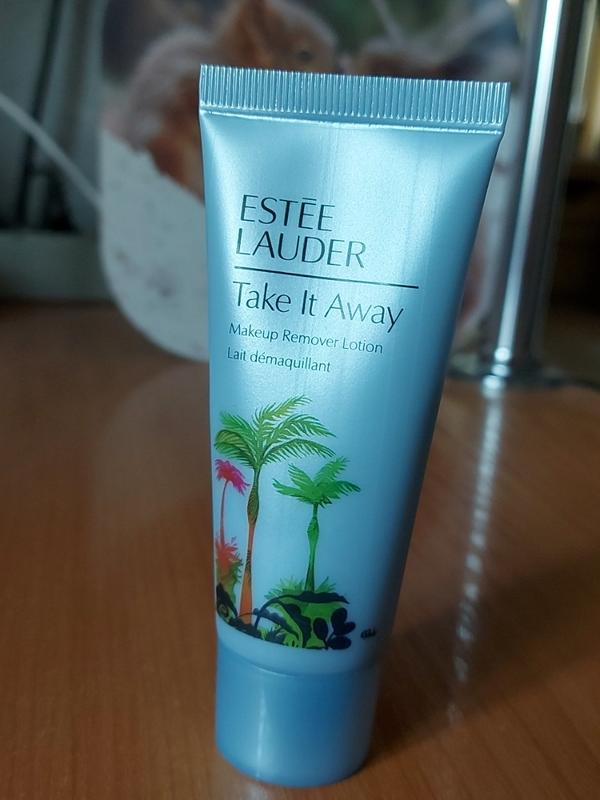 ESTĒE
LAUDER
Take It Away
Makeup Remover Lotion
Lait démaquillant